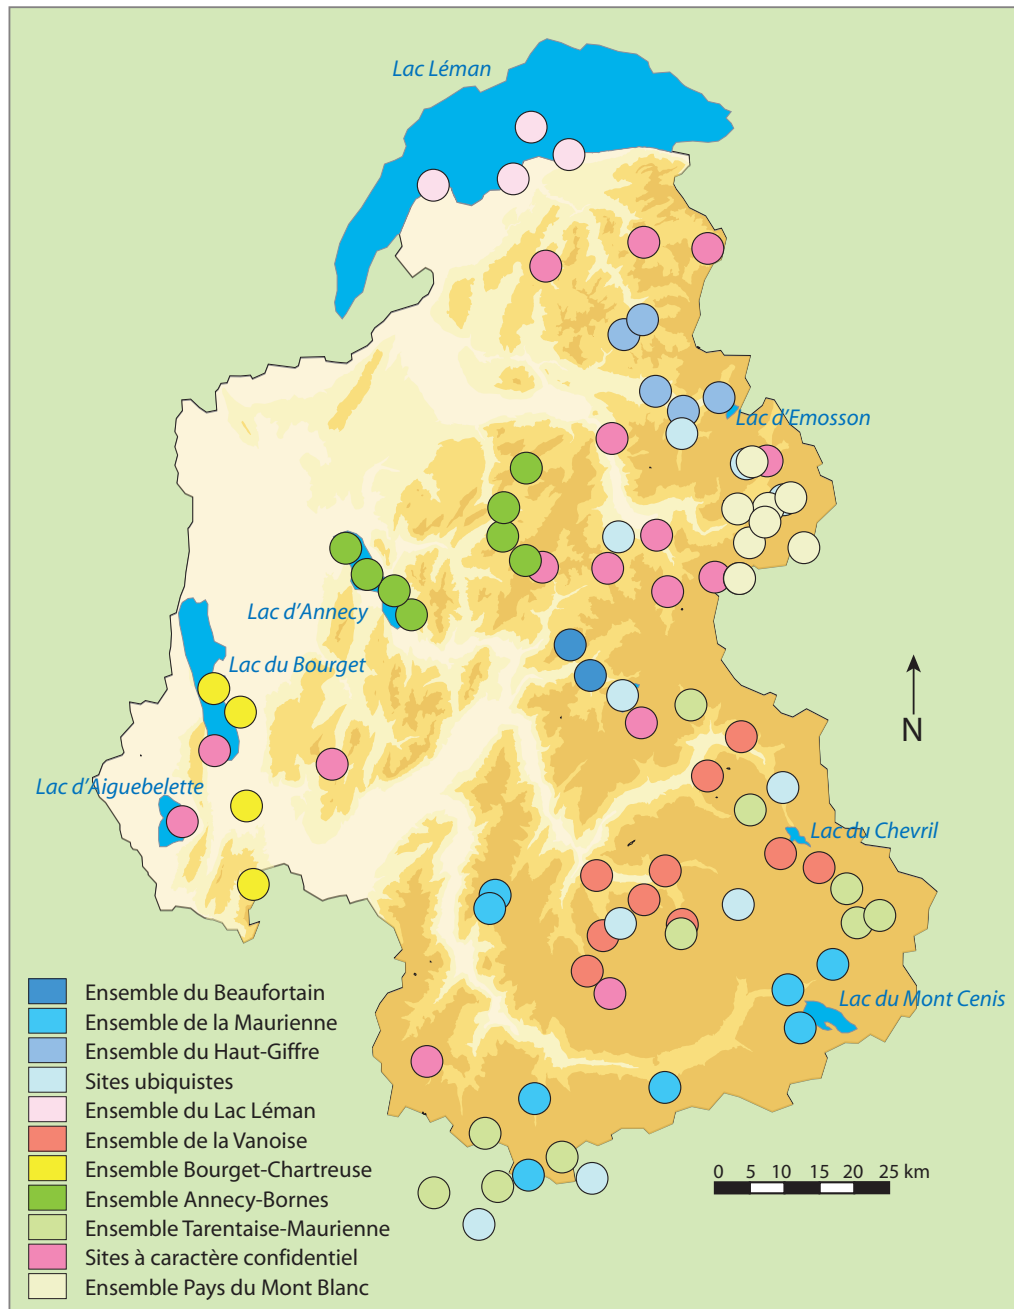 Lac Léman
Lac d'Emosson
Lac d'Annecy
Lac du Bourget
N
Lac d'Aiguebelette
Lac du Chevril
Lac du Mont Cenis
Ensemble du Beaufortain
Ensemble de la Maurienne
Ensemble du Haut-Giffre
Sites ubiquistes
Ensemble du Lac Léman
Ensemble de la Vanoise
Ensemble Bourget-Chartreuse
Ensemble Annecy-Bornes
Ensemble Tarentaise-Maurienne
Sites à caractère confidentiel
Ensemble Pays du Mont Blanc
0 5 10 15 20 25 km